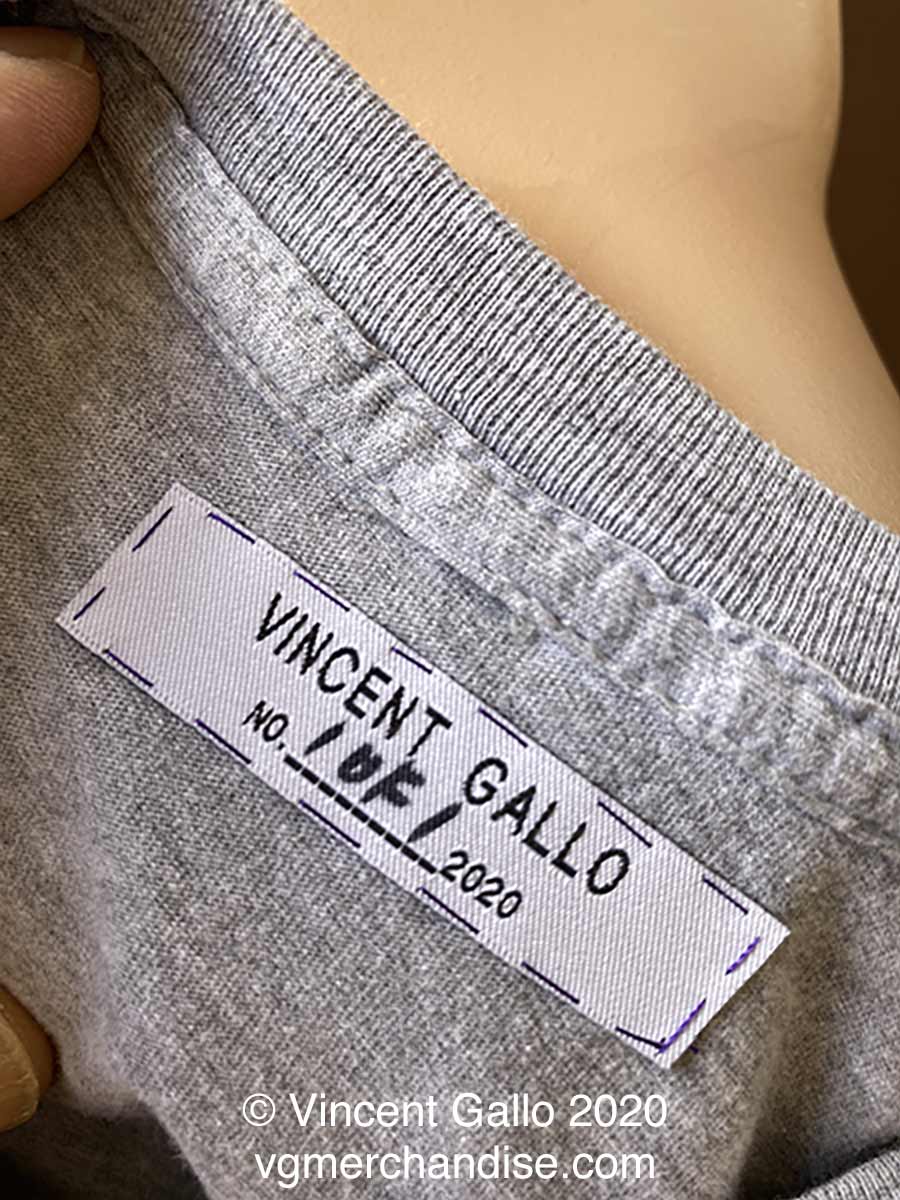 VINCENT GALLO
NO. 1 OF 1 2020
© Vincent Gallo 2020
vgmerchandise.com